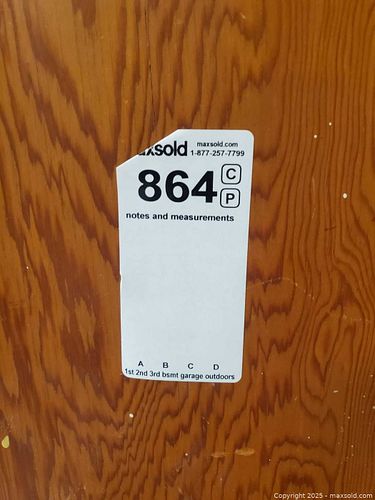 axsold maxsold.com
1-877-257-7799
864 C
P
notes and measurements
A B C D
1st 2nd 3rd bsmt garage outdoors
Copyright 2025 - maxsold.com